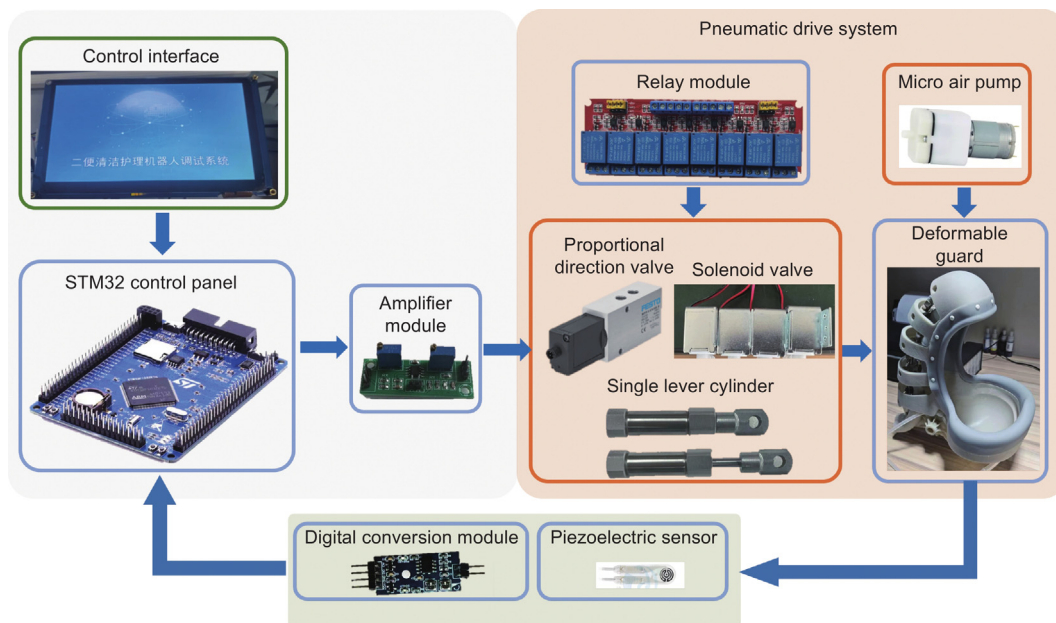 Pneumatic drive system
Control interface
二便清洁护理机器人调试系统
Relay module
Micro air pump
STM32 control panel
Amplifier
module
Proportional
direction valve
Solenoid valve
FESTO
Single lever cylinder
Deformable
guard
Digital conversion module
Piezoelectric sensor